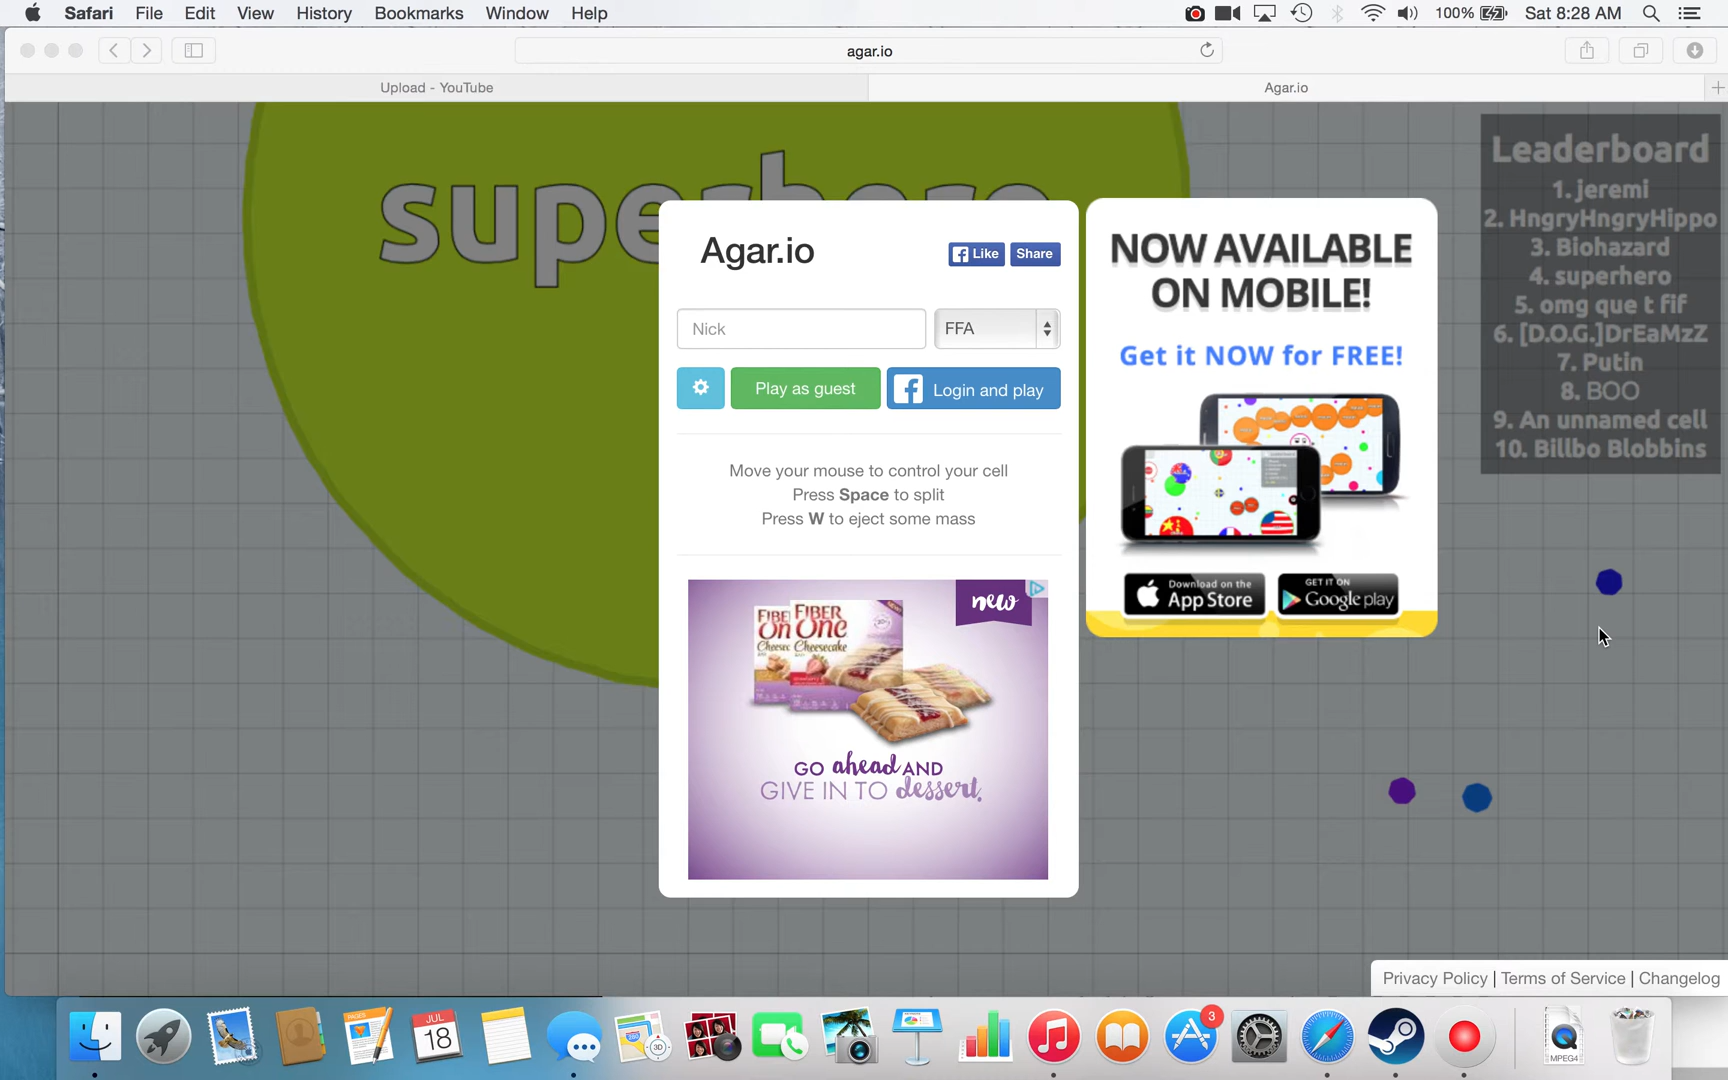 Safari File Edit View History Bookmarks Window Help 100% Sat 8:28 AM
agar.io
Upload - YouTube Agar.io
superhero
Leaderboard
1. jeremi
2. HngryHngryHippo
3. Biohazard
4. superhero
5. omg que t fif
6. [D.O.G.]DrEaMzZ
7. Putin
8. BOO
9. An unnamed cell
10. Billbo Blobbins
Agar.io
Like Share
Nick FFA
Play as guest Login and play
Move your mouse to control your cell
Press Space to split
Press W to eject some mass
new
FIBER
One
Cheesecake
GO ahead AND
GIVE IN TO dessert.
NOW AVAILABLE
ON MOBILE!
Get it NOW for FREE!
Download on the
App Store
GET IT ON
Google play
Privacy Policy | Terms of Service | Changelog
PAGES
JUL
18
3D
3
MPEG4